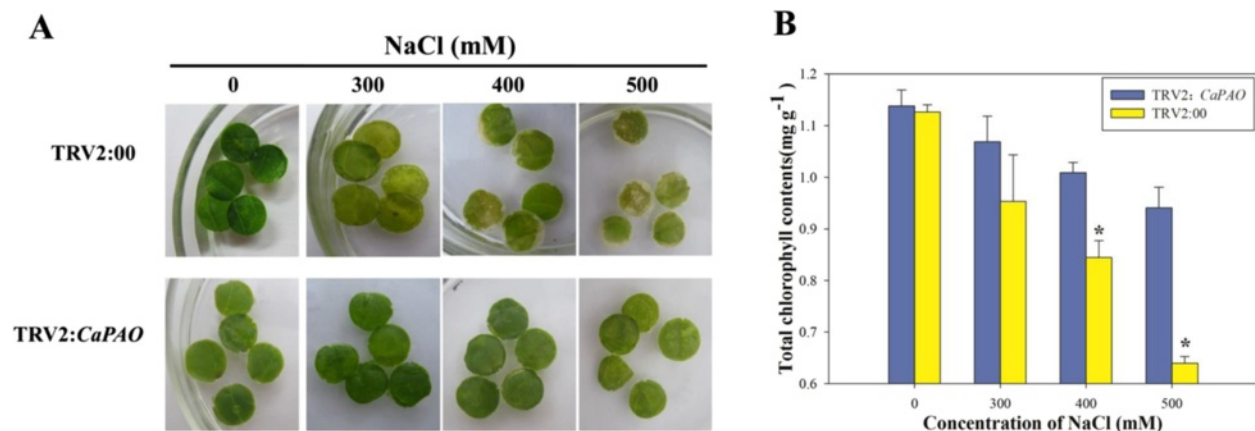 A
NaCl (mM)
0 300 400 500
TRV2:00
TRV2:CaPAO
B
Total chlorophyll contents(mg g⁻¹)
1.2
1.1
1.0
0.9
0.8
0.7
0.6
TRV2: CaPAO
TRV2:00
*
*
0 300 400 500
Concentration of NaCl (mM)